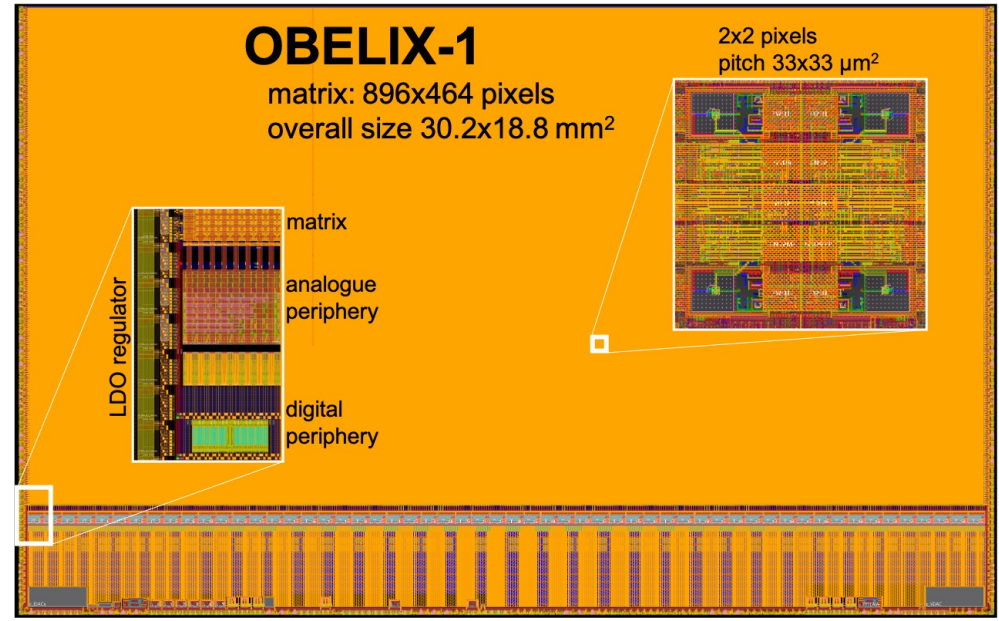 OBELIX-1
matrix: 896x464 pixels
overall size 30.2x18.8 mm²
2x2 pixels
pitch 33x33 µm²
LDO regulator
matrix
analogue
periphery
digital
periphery